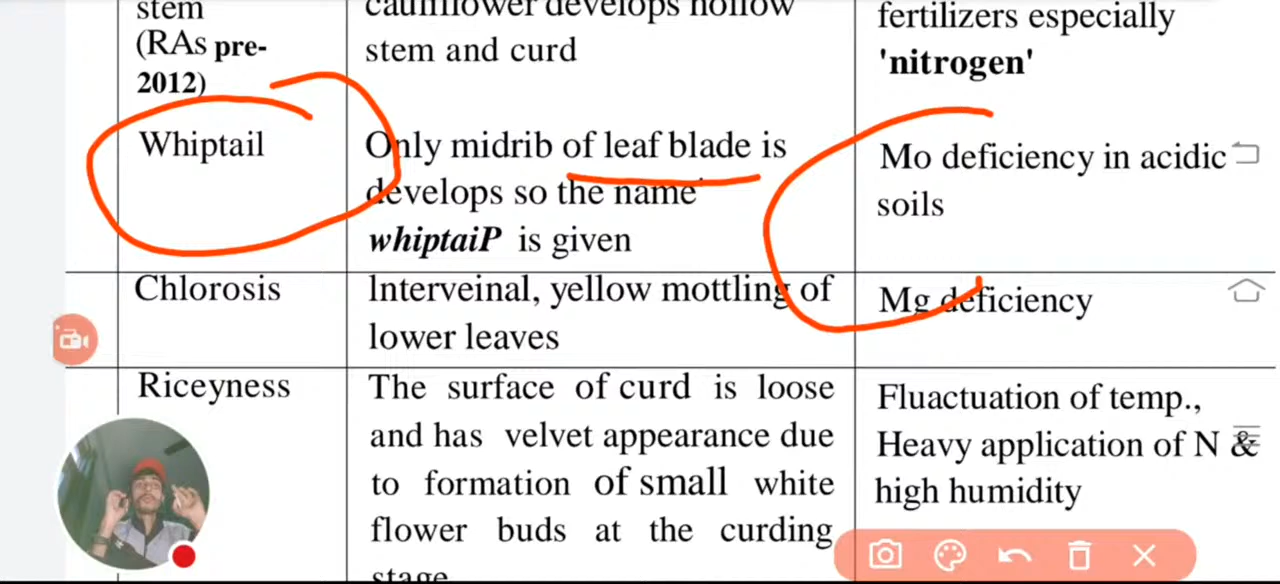 stem
(RAs pre-
2012)
cauliflower develops hollow
stem and curd
fertilizers especially
'nitrogen'
Whiptail
Only midrib of leaf blade is
develops so the name
whiptaiP is given
Mo deficiency in acidic
soils
Chlorosis
lnterveinal, yellow mottling of
lower leaves
Mg deficiency
Riceyness
The surface of curd is loose
and has velvet appearance due
to formation of small white
flower buds at the curding
stage
Fluactuation of temp.,
Heavy application of N &
high humidity